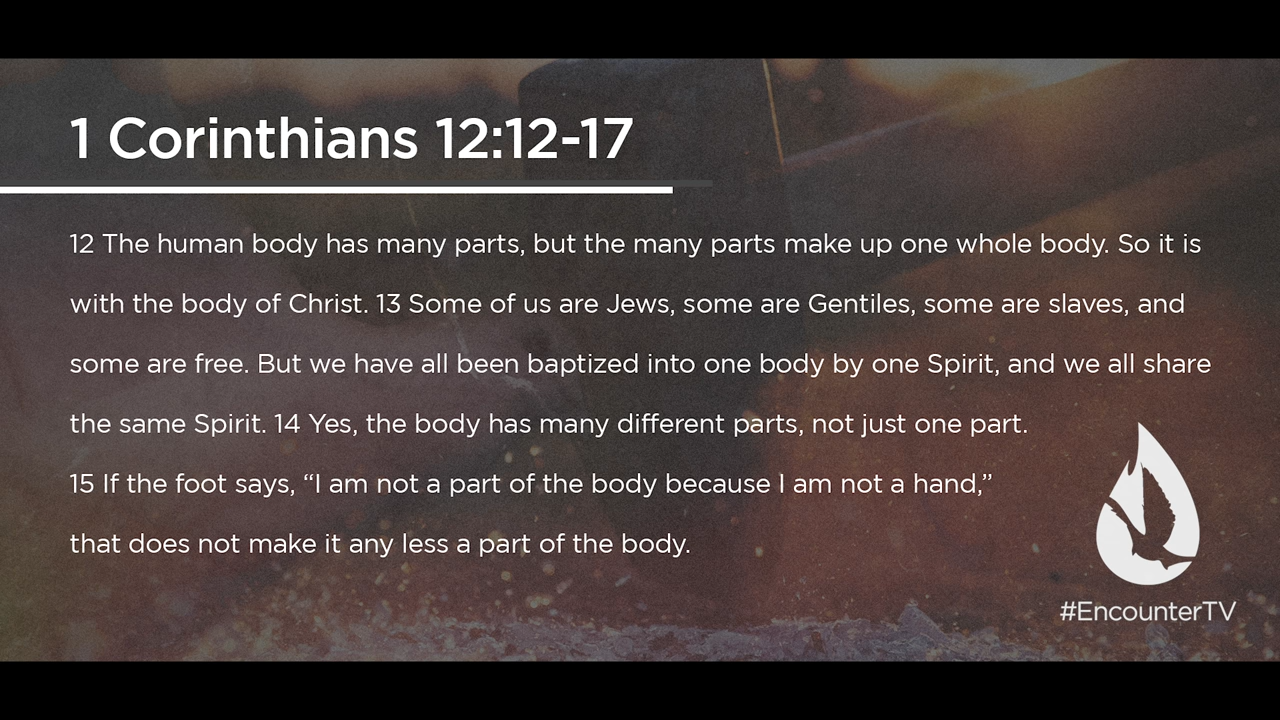 1 Corinthians 12:12-17
12 The human body has many parts, but the many parts make up one whole body. So it is
with the body of Christ. 13 Some of us are Jews, some are Gentiles, some are slaves, and
some are free. But we have all been baptized into one body by one Spirit, and we all share
the same Spirit. 14 Yes, the body has many different parts, not just one part.
15 If the foot says, “I am not a part of the body because I am not a hand,”
that does not make it any less a part of the body.
#EncounterTV